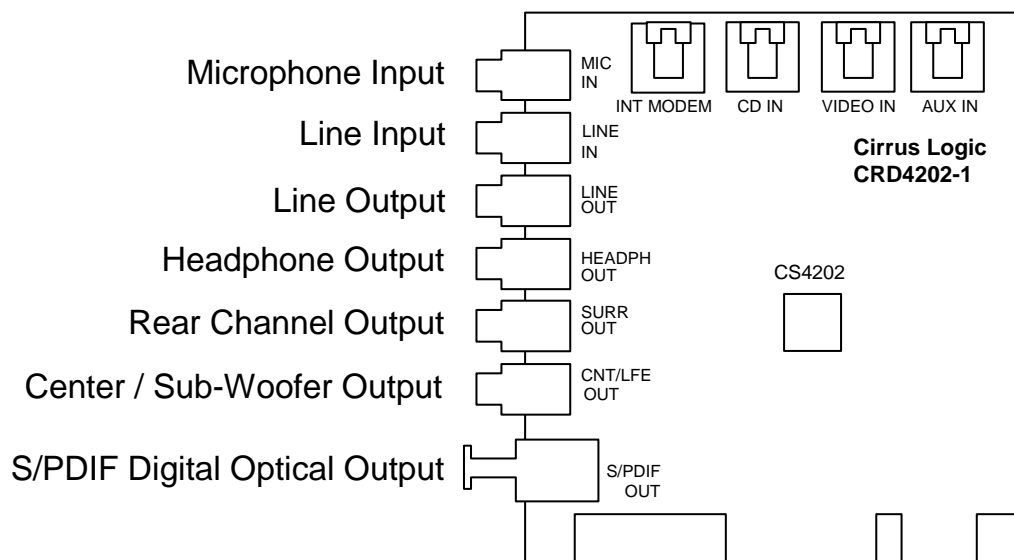 Microphone Input
MIC
IN
INT MODEM
CD IN
VIDEO IN
AUX IN
Cirrus Logic
CRD4202-1
Line Input
LINE
IN
Line Output
LINE
OUT
Headphone Output
HEADPH
OUT
CS4202
Rear Channel Output
SURR
OUT
Center / Sub-Woofer Output
CNT/LFE
OUT
S/PDIF Digital Optical Output
S/PDIF
OUT